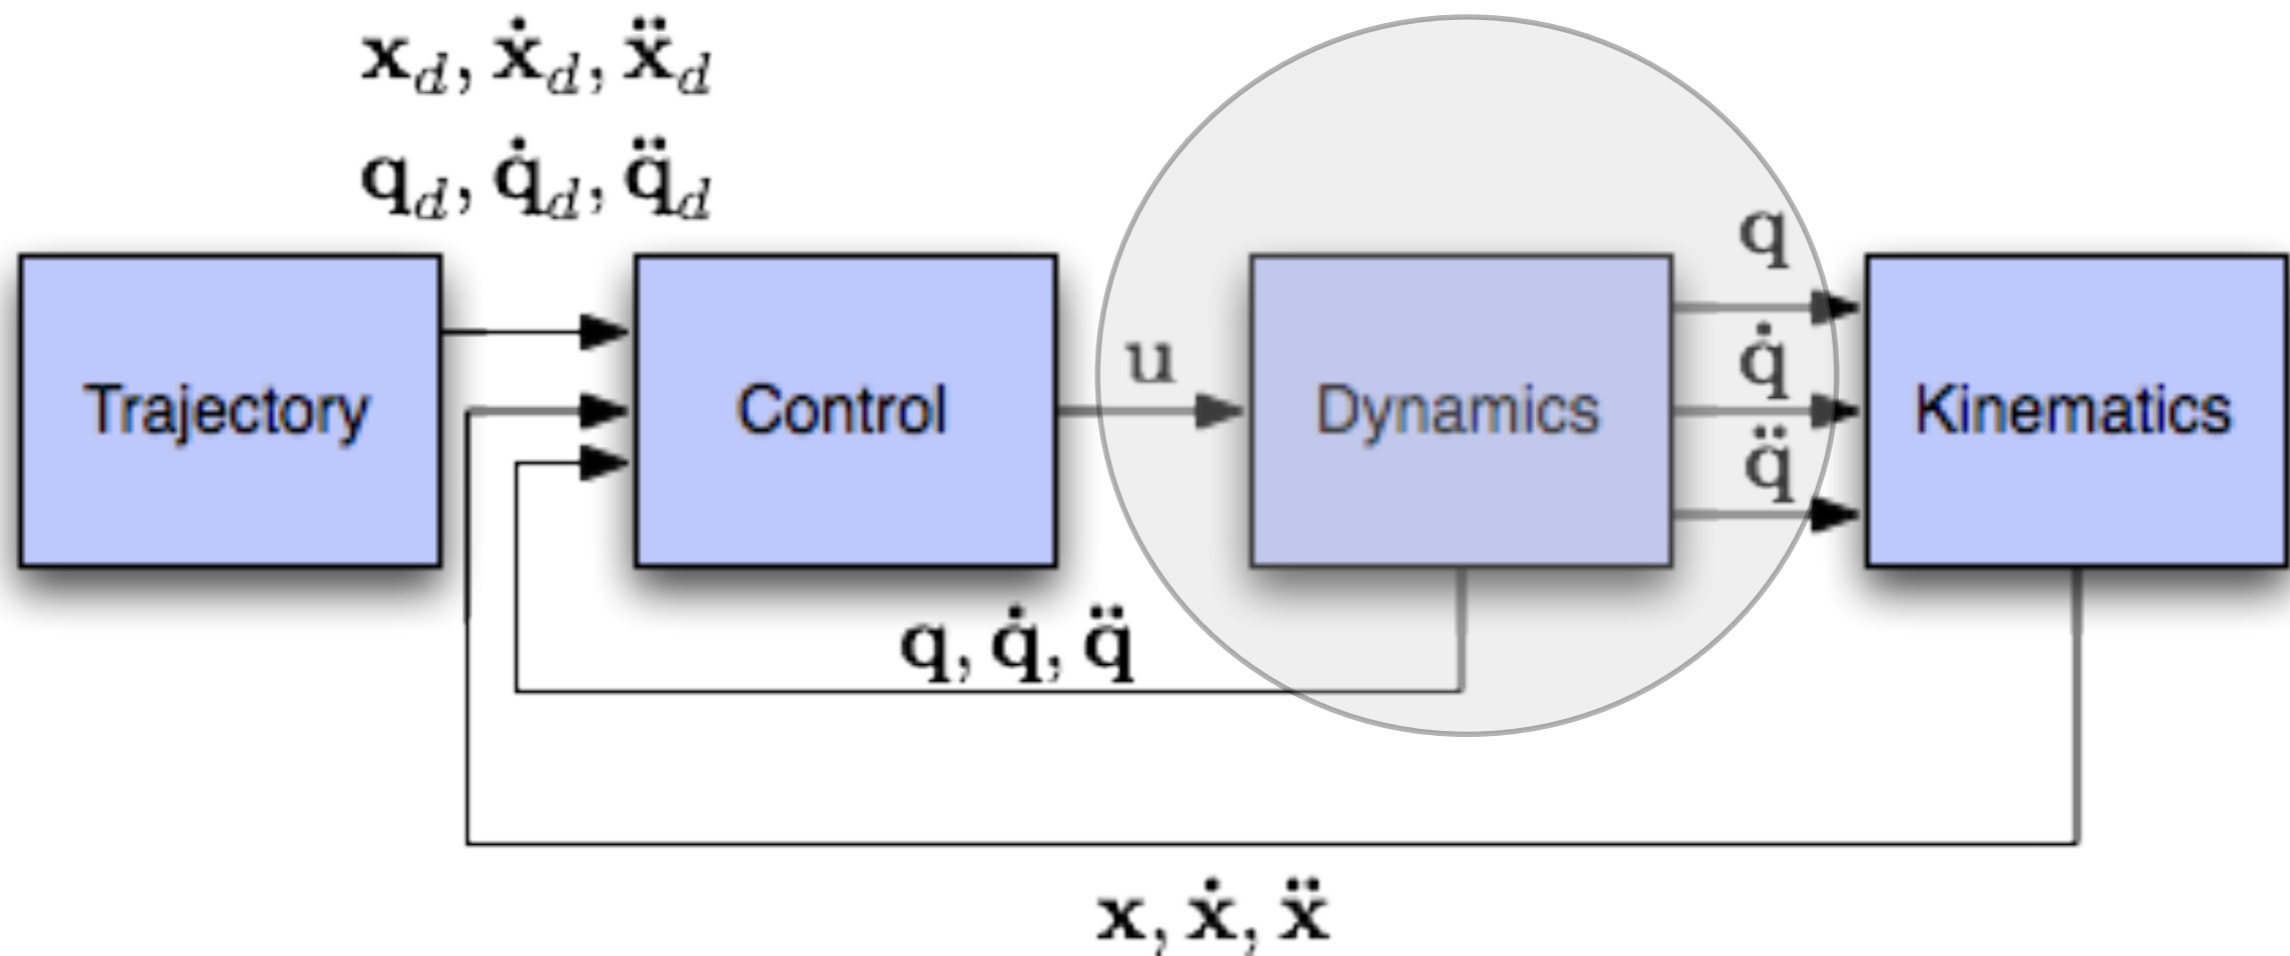 x_d, ẋ_d, ẍ_d
q_d, q̇_d, q̈_d
Trajectory
Control
u
Dynamics
q
q̇
q̈
Kinematics
q, q̇, q̈
x, ẋ, ẍ